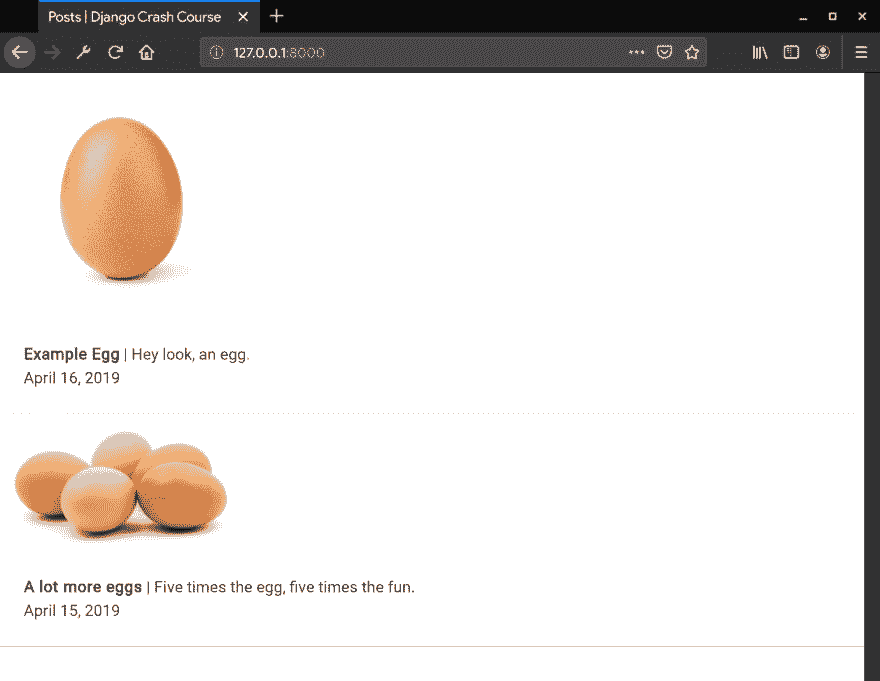 Posts | Django Crash Course
127.0.0.1:8000
Example Egg | Hey look, an egg.
April 16, 2019
A lot more eggs | Five times the egg, five times the fun.
April 15, 2019